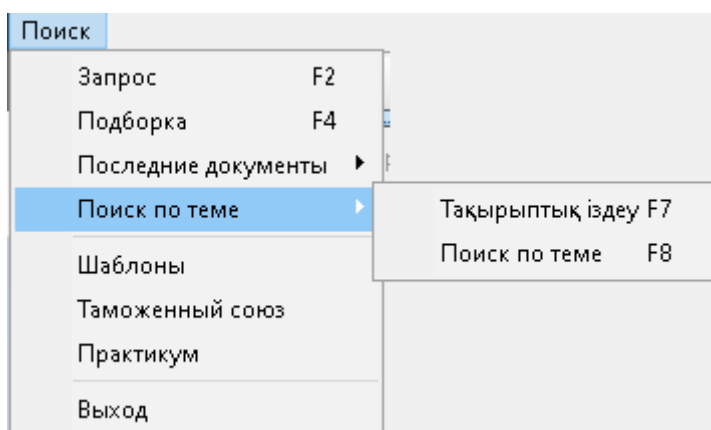 Поиск
Запрос F2
Подборка F4
Последние документы
Поиск по теме
Тақырыптық іздеу F7
Поиск по теме F8
Шаблоны
Таможенный союз
Практикум
Выход